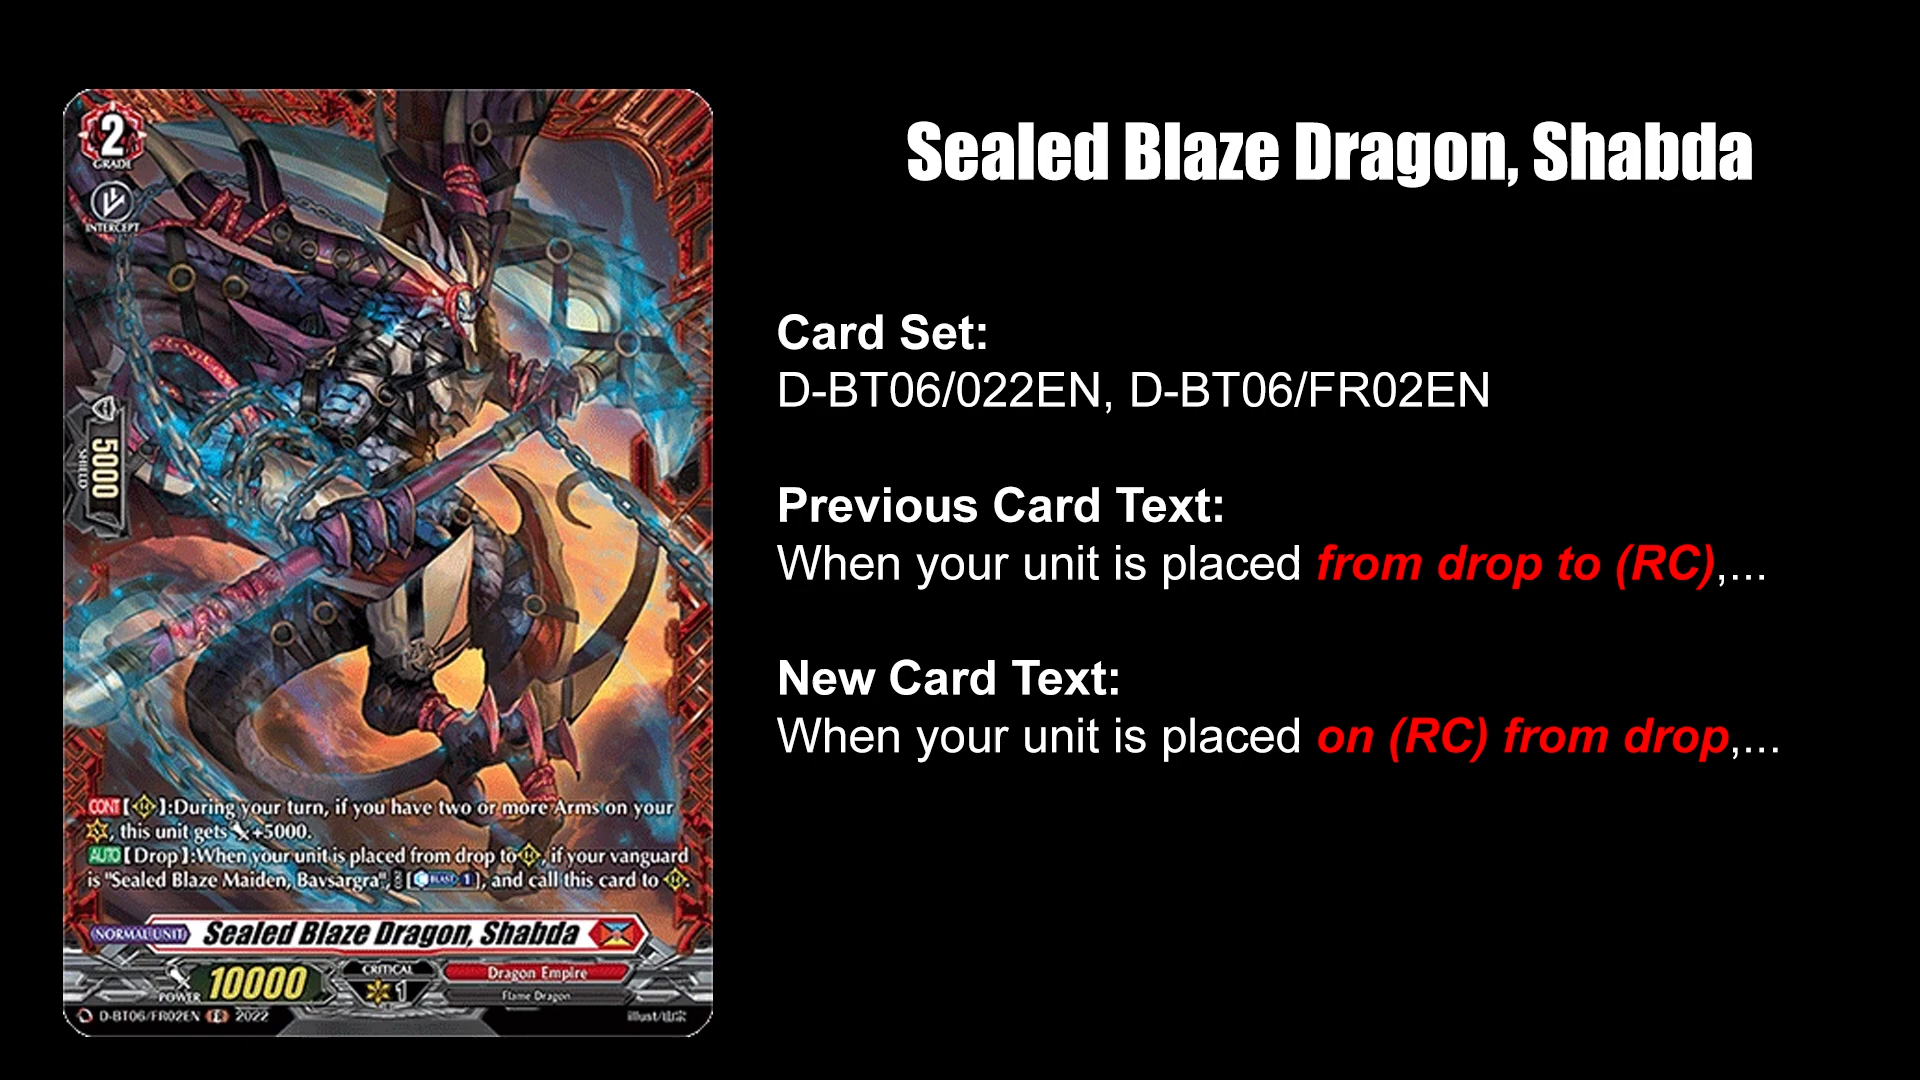 2
GRADE
INTERCEPT
5000
SHIELD
CONT [ ]:During your turn, if you have two or more Arms on your
, this unit gets +5000.
AUTO [Drop]:When your unit is placed from drop to , if your vanguard
is "Sealed Blaze Maiden, Bavsargra", [ BLAST 1], and call this card to .
NORMAL UNIT Sealed Blaze Dragon, Shabda
POWER 10000
CRITICAL 1
Dragon Empire
Flame Dragon
D-BT06/FR02EN FR 2022
illust/山宗
Sealed Blaze Dragon, Shabda
Card Set:
D-BT06/022EN, D-BT06/FR02EN
Previous Card Text:
When your unit is placed from drop to (RC),...
New Card Text:
When your unit is placed on (RC) from drop,...